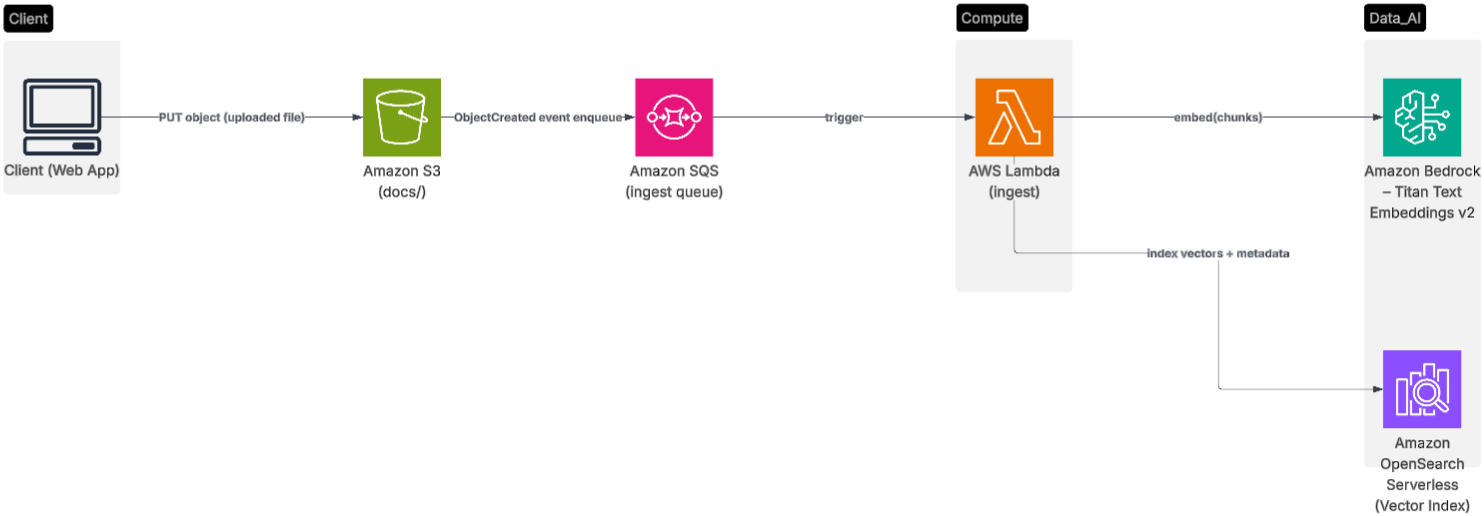 Client
Compute
Data_AI
PUT object (uploaded file)
ObjectCreated event enqueue
trigger
embed(chunks)
Client (Web App)
Amazon S3
(docs/)
Amazon SQS
(ingest queue)
AWS Lambda
(ingest)
Amazon Bedrock
– Titan Text
Embeddings v2
index vectors + metadata
Amazon
OpenSearch
Serverless
(Vector Index)